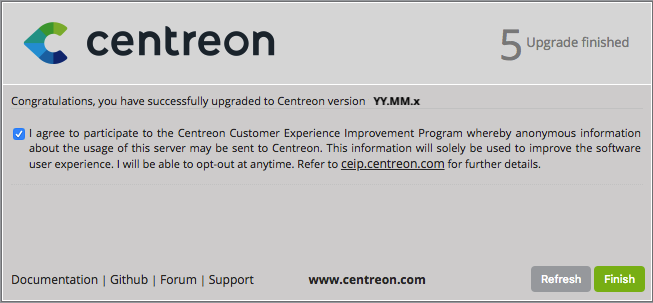 centreon
5 Upgrade finished
Congratulations, you have successfully upgraded to Centreon version YY.MM.x
I agree to participate to the Centreon Customer Experience Improvement Program whereby anonymous information
about the usage of this server may be sent to Centreon. This information will solely be used to improve the software
user experience. I will be able to opt-out at anytime. Refer to ceip.centreon.com for further details.
Documentation | Github | Forum | Support www.centreon.com Refresh Finish